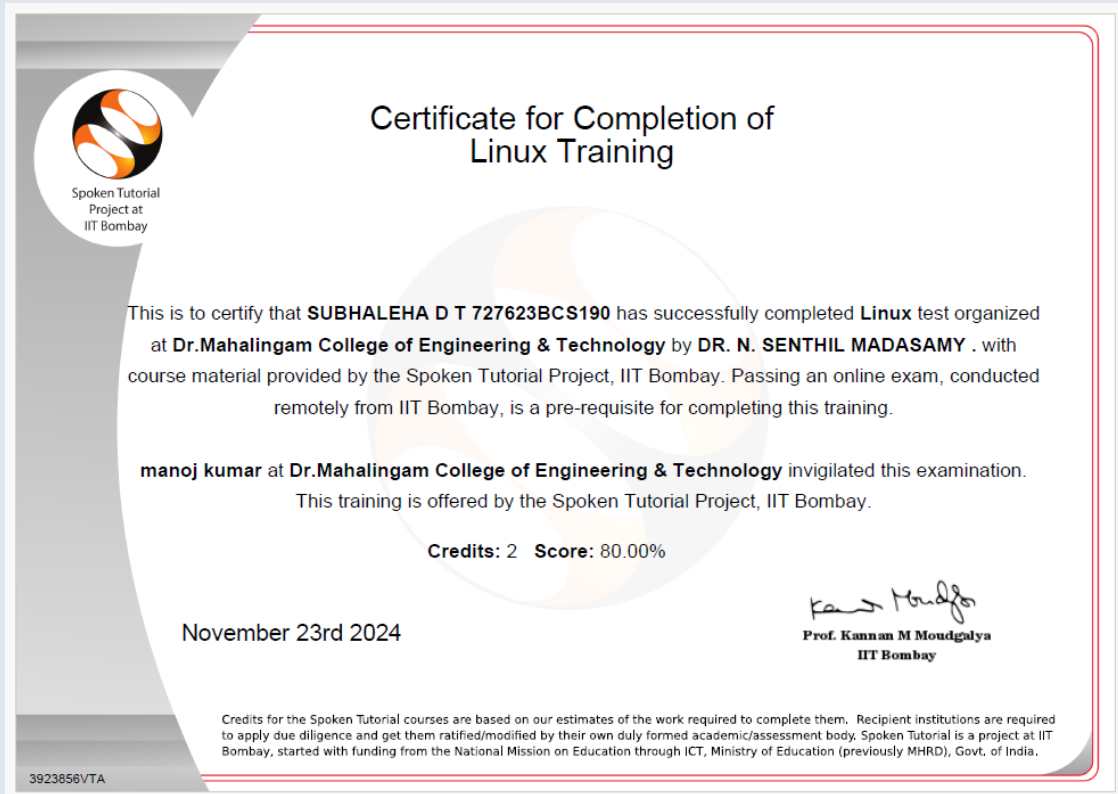 Spoken Tutorial
Project at
IIT Bombay
Certificate for Completion of
Linux Training
This is to certify that SUBHALEHA D T 727623BCS190 has successfully completed Linux test organized
at Dr.Mahalingam College of Engineering & Technology by DR. N. SENTHIL MADASAMY . with
course material provided by the Spoken Tutorial Project, IIT Bombay. Passing an online exam, conducted
remotely from IIT Bombay, is a pre-requisite for completing this training.
manoj kumar at Dr.Mahalingam College of Engineering & Technology invigilated this examination.
This training is offered by the Spoken Tutorial Project, IIT Bombay.
Credits: 2 Score: 80.00%
November 23rd 2024
Prof. Kannan M Moudgalya
IIT Bombay
Credits for the Spoken Tutorial courses are based on our estimates of the work required to complete them. Recipient institutions are required
to apply due diligence and get them ratified/modified by their own duly formed academic/assessment body. Spoken Tutorial is a project at IIT
Bombay, started with funding from the National Mission on Education through ICT, Ministry of Education (previously MHRD), Govt. of India.
3923856VTA